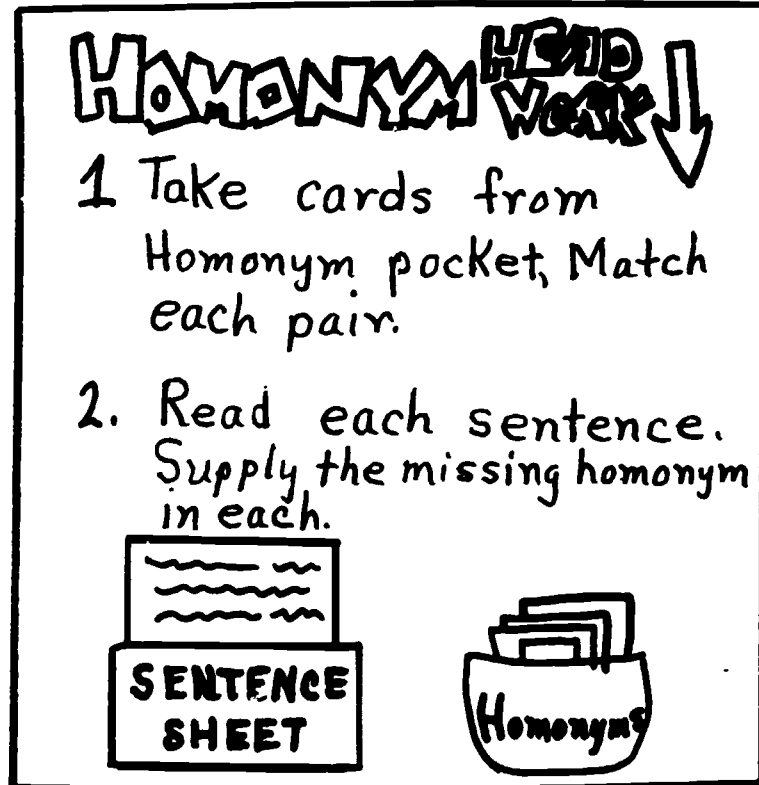 HOMONYM HEAD
WORK
1 Take cards from
Homonym pocket, Match
each pair.
2. Read each sentence.
Supply the missing homonym
in each.
SENTENCE
SHEET
Homonyms